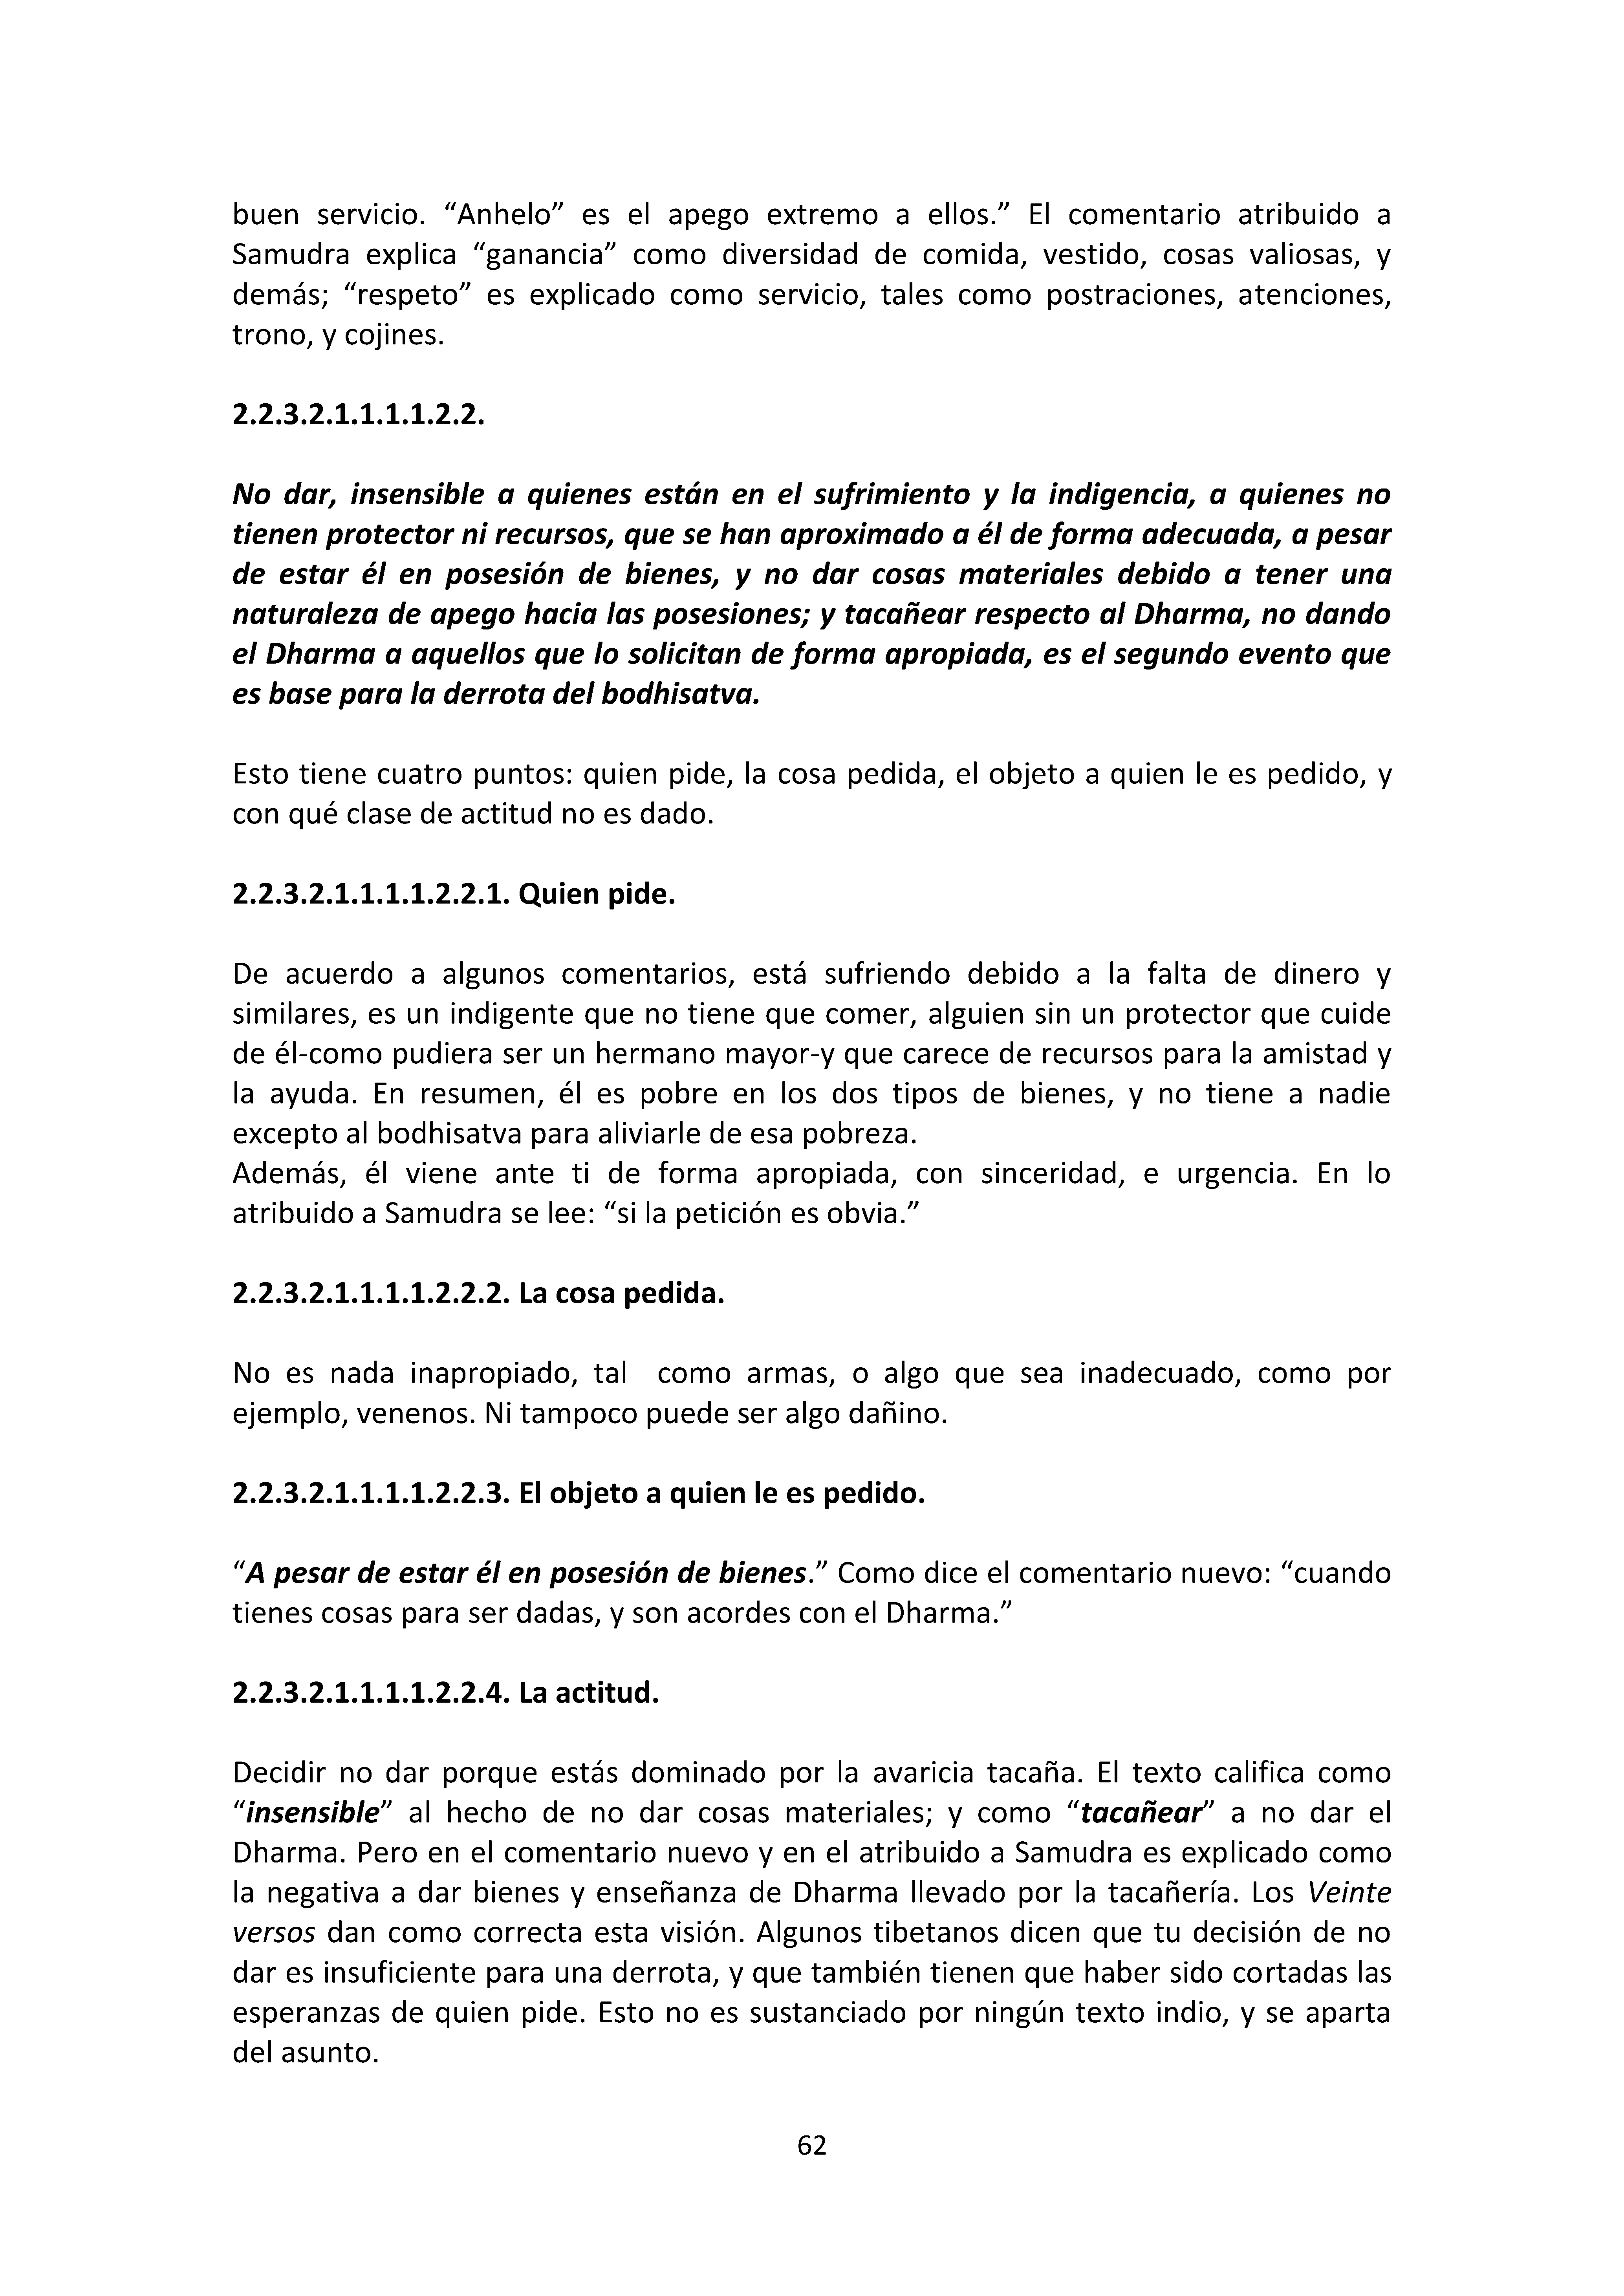 buen servicio. “Anhelo” es el apego extremo a ellos.” El comentario atribuido a
Samudra explica “ganancia” como diversidad de comida, vestido, cosas valiosas, y
demás; “respeto” es explicado como servicio, tales como postraciones, atenciones,
trono, y cojines.
2.2.3.2.1.1.1.1.2.2.
No dar, insensible a quienes están en el sufrimiento y la indigencia, a quienes no
tienen protector ni recursos, que se han aproximado a él de forma adecuada, a pesar
de estar él en posesión de bienes, y no dar cosas materiales debido a tener una
naturaleza de apego hacia las posesiones; y tacañear respecto al Dharma, no dando
el Dharma a aquellos que lo solicitan de forma apropiada, es el segundo evento que
es base para la derrota del bodhisatva.
Esto tiene cuatro puntos: quien pide, la cosa pedida, el objeto a quien le es pedido, y
con qué clase de actitud no es dado.
2.2.3.2.1.1.1.1.2.2.1. Quien pide.
De acuerdo a algunos comentarios, está sufriendo debido a la falta de dinero y
similares, es un indigente que no tiene que comer, alguien sin un protector que cuide
de él-como pudiera ser un hermano mayor-y que carece de recursos para la amistad y
la ayuda. En resumen, él es pobre en los dos tipos de bienes, y no tiene a nadie
excepto al bodhisatva para aliviarle de esa pobreza.
Además, él viene ante ti de forma apropiada, con sinceridad, e urgencia. En lo
atribuido a Samudra se lee: “si la petición es obvia.”
2.2.3.2.1.1.1.1.2.2.2. La cosa pedida.
No es nada inapropiado, tal  como armas, o algo que sea inadecuado, como por
ejemplo, venenos. Ni tampoco puede ser algo dañino.
2.2.3.2.1.1.1.1.2.2.3. El objeto a quien le es pedido.
“A pesar de estar él en posesión de bienes.” Como dice el comentario nuevo: “cuando
tienes cosas para ser dadas, y son acordes con el Dharma.”
2.2.3.2.1.1.1.1.2.2.4. La actitud.
Decidir no dar porque estás dominado por la avaricia tacaña. El texto califica como
“insensible” al hecho de no dar cosas materiales; y como “tacañear” a no dar el
Dharma. Pero en el comentario nuevo y en el atribuido a Samudra es explicado como
la negativa a dar bienes y enseñanza de Dharma llevado por la tacañería. Los Veinte
versos dan como correcta esta visión. Algunos tibetanos dicen que tu decisión de no
dar es insuficiente para una derrota, y que también tienen que haber sido cortadas las
esperanzas de quien pide. Esto no es sustanciado por ningún texto indio, y se aparta
del asunto.
62